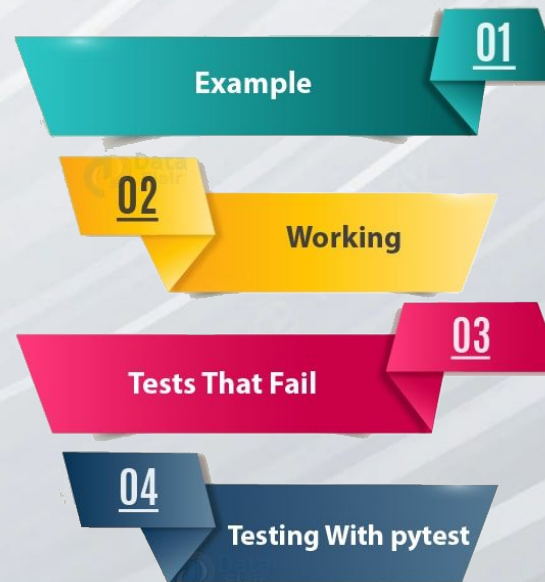 01
Example
02
Working
03
Tests That Fail
04
Testing With pytest